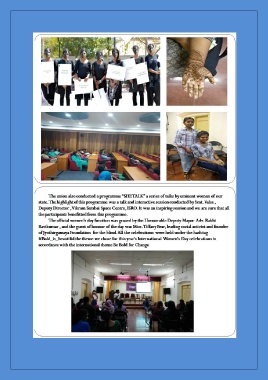 The union also conducted a programme "SHETALK" a series of talks by eminent women of our
state. The highlight of this programme was a talk and interactive session conducted by Smt. Valsa,
Deputy Director, Vikram Sarabai Space Centre, ISRO. It was an inspiring session and we are sure that all
the participants benefitted from this programme.
The official women's day function was graced by the Honourable Deputy Mayor Adv. Rakhi
Ravikumar, and the guest of honour of the day was Miss. Tiffany Brar, leading social activist and founder
of Jyothirgamaya Foundation for the blind. All the celebrations were held under the hashtag
#Bold_is_beautiful the theme we chose for this year's International Women's Day celebrations in
accordance with the international theme Be Bold for Change